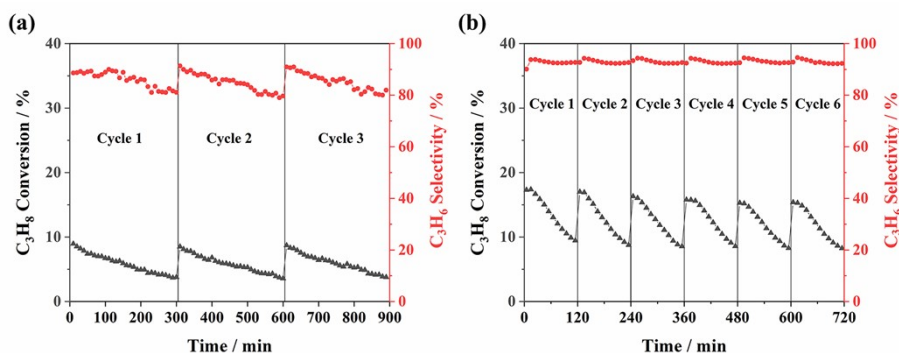 (a)
40
30
20
10
0
C₃H₈ Conversion / %
Cycle 1
Cycle 2
Cycle 3
100
80
60
40
20
0
C₃H₆ Selectivity / %
0 100 200 300 400 500 600 700 800 900
Time / min
(b)
40
30
20
10
0
C₃H₈ Conversion / %
Cycle 1
Cycle 2
Cycle 3
Cycle 4
Cycle 5
Cycle 6
100
80
60
40
20
0
C₃H₆ Selectivity / %
0 120 240 360 480 600 720
Time / min